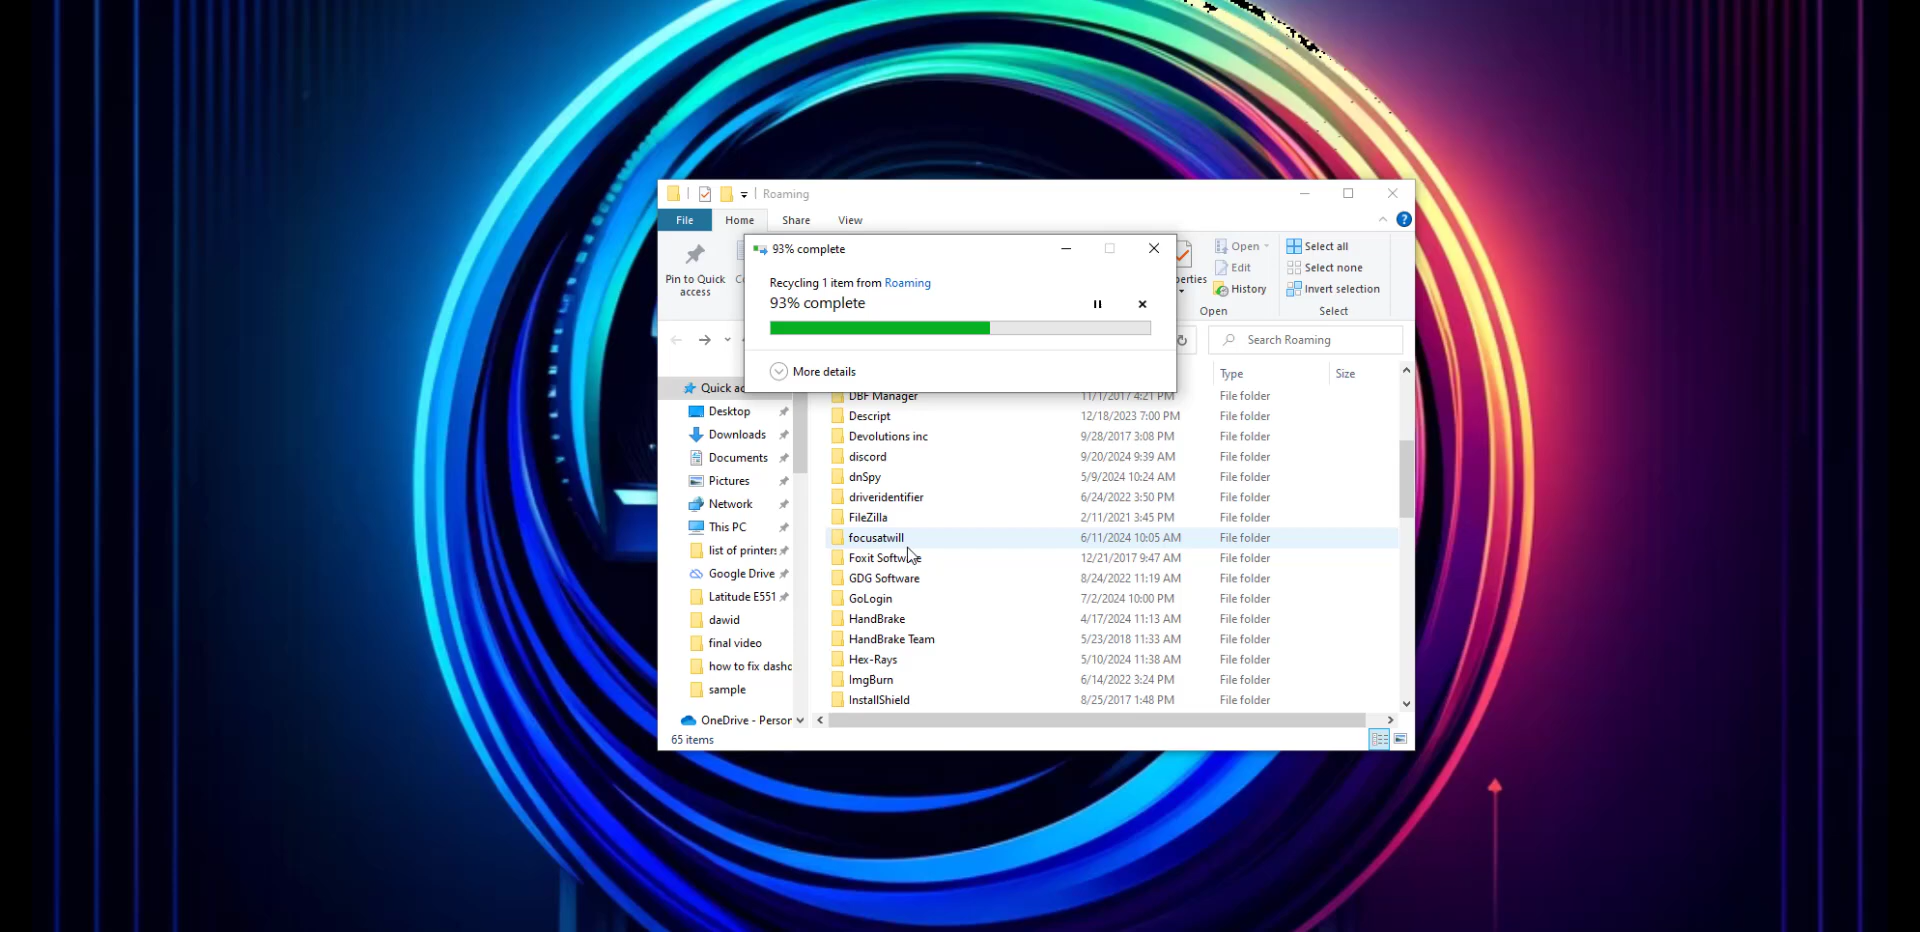 Roaming
File Home Share View
93% complete
Recycling 1 item from Roaming
93% complete
More details
Pin to Quick access
Open
Edit
History
Open
Select all
Select none
Invert selection
Select
Search Roaming
Type Size
Quick
Desktop
Downloads
Documents
Pictures
Network
This PC
list of printers
Google Drive
Latitude E551
dawid
final video
how to fix dashc
sample
OneDrive - Person
DBF Manager 11/1/2017 4:21 PM File folder
Descript 12/18/2023 7:00 PM File folder
Devolutions inc 9/28/2017 3:08 PM File folder
discord 9/20/2024 9:39 AM File folder
dnSpy 5/9/2024 10:24 AM File folder
driveridentifier 6/24/2022 3:50 PM File folder
FileZilla 2/11/2021 3:45 PM File folder
focusatwill 6/11/2024 10:05 AM File folder
Foxit Software 12/21/2017 9:47 AM File folder
GDG Software 8/24/2022 11:19 AM File folder
GoLogin 7/2/2024 10:00 PM File folder
HandBrake 4/17/2024 11:13 AM File folder
HandBrake Team 5/23/2018 11:33 AM File folder
Hex-Rays 5/10/2024 11:38 AM File folder
ImgBurn 6/14/2022 3:24 PM File folder
InstallShield 8/25/2017 1:48 PM File folder
65 items